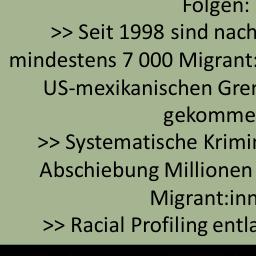 Folgen:
>> Seit 1998 sind nach
mindestens 7 000 Migrant:
US-mexikanischen Gren
gekomme
>> Systematische Krimin
Abschiebung Millionen
Migrant:inn
>> Racial Profiling entla